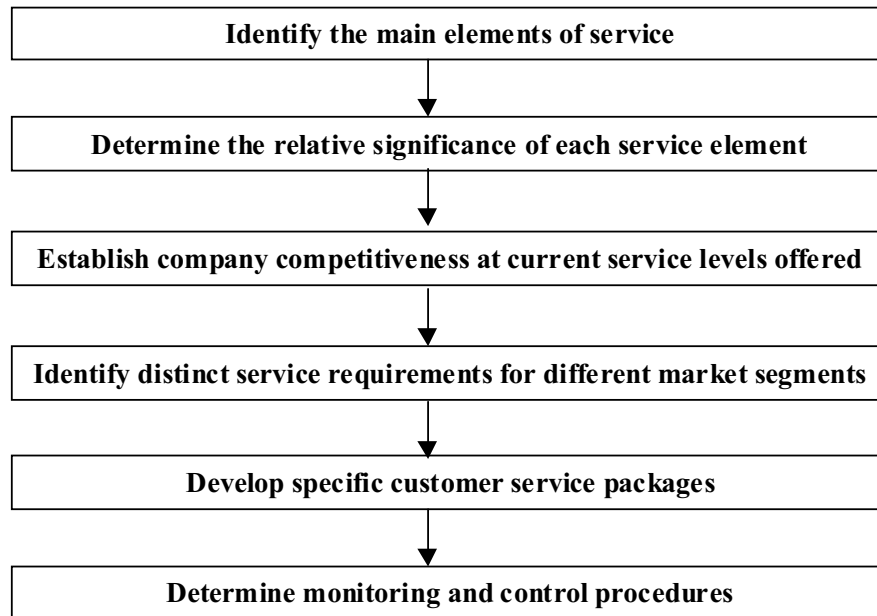 Identify the main elements of service
Determine the relative significance of each service element
Establish company competitiveness at current service levels offered
Identify distinct service requirements for different market segments
Develop specific customer service packages
Determine monitoring and control procedures